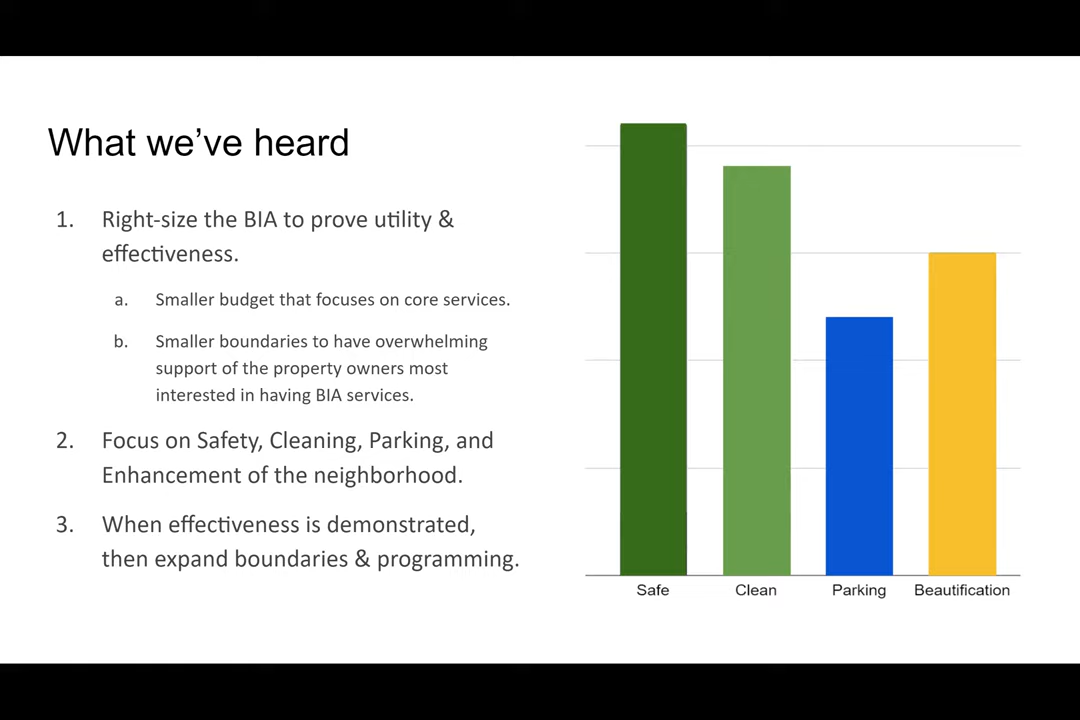 What we’ve heard
1. Right-size the BIA to prove utility &
effectiveness.
a. Smaller budget that focuses on core services.
b. Smaller boundaries to have overwhelming
support of the property owners most
interested in having BIA services.
2. Focus on Safety, Cleaning, Parking, and
Enhancement of the neighborhood.
3. When effectiveness is demonstrated,
then expand boundaries & programming.
Safe Clean Parking Beautification